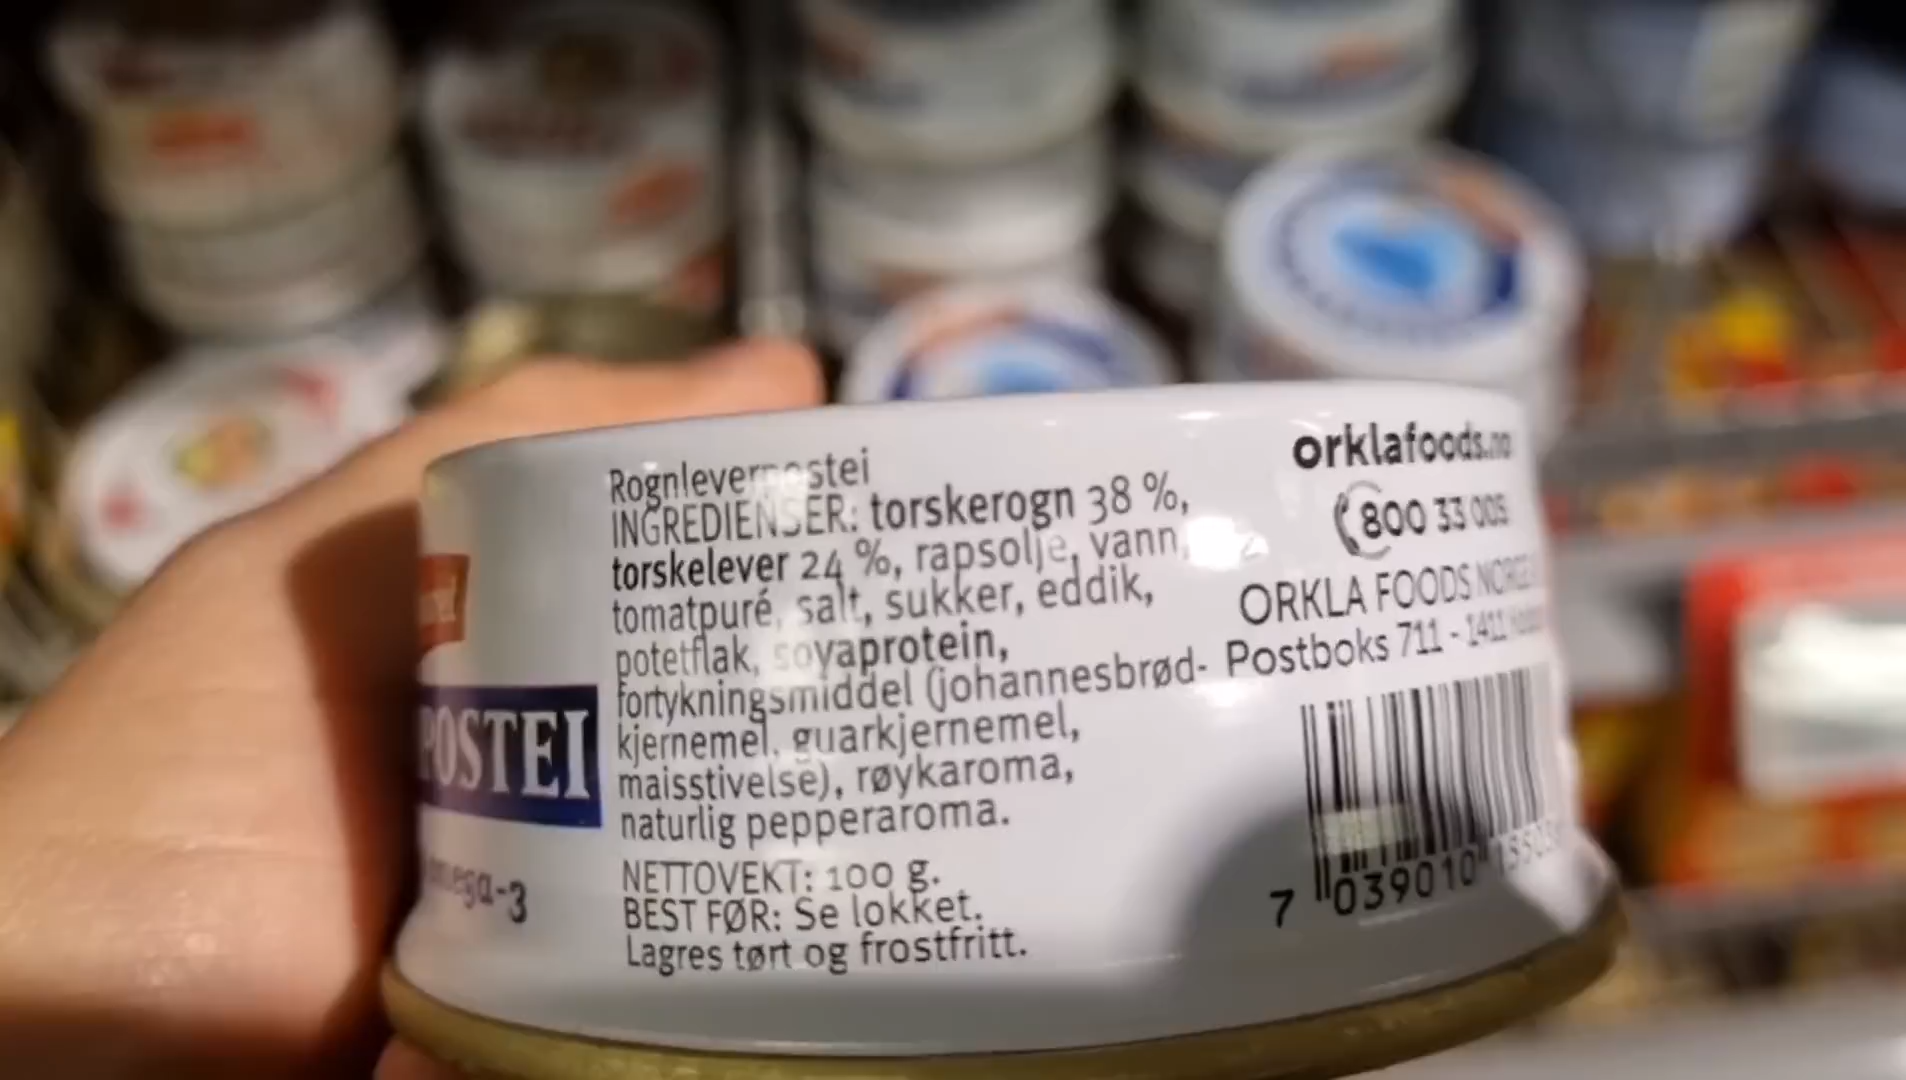 Rognleverpostei
INGREDIENSER: torskerogn 38 %,
torskelever 24 %, rapsolje, vann,
tomatpuré, salt, sukker, eddik,
potetflak, soyaprotein,
fortykningsmiddel (johannesbrød-
kjernemel, guarkjernemel,
maisstivelse), røykaroma,
naturlig pepperaroma.
NETTOVEKT: 100 g.
BEST FØR: Se lokket.
Lagres tørt og frostfritt.
POSTEI
omega-3
orklafoods.no
800 33 005
ORKLA FOODS NORGE
Postboks 711 - 1411
7 039010